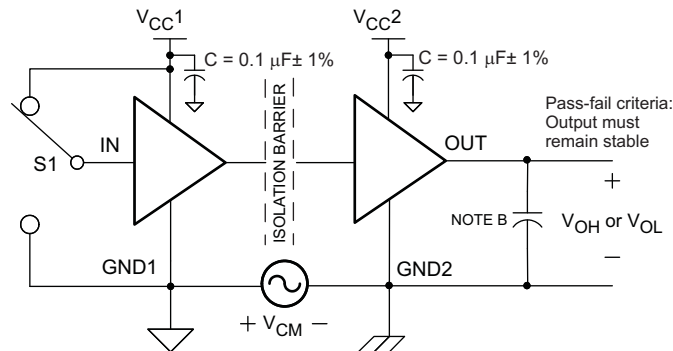 VCC1
VCC2
C = 0.1 μF± 1%
C = 0.1 μF± 1%
Pass-fail criteria:
Output must
remain stable
IN
OUT
S1
ISOLATION BARRIER
+
NOTE B
VOH or VOL
–
GND1
GND2
+ VCM –